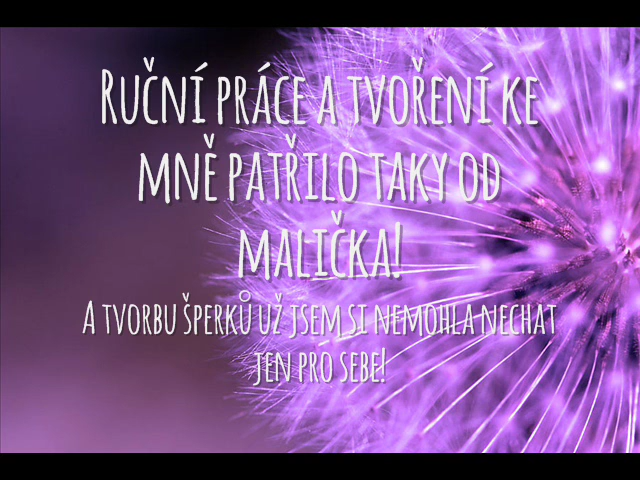 Ruční práce a tvoření ke
mně patřilo taky od
malička!
A tvorbu šperků už jsem si nemohla nechat
jen pro sebe!